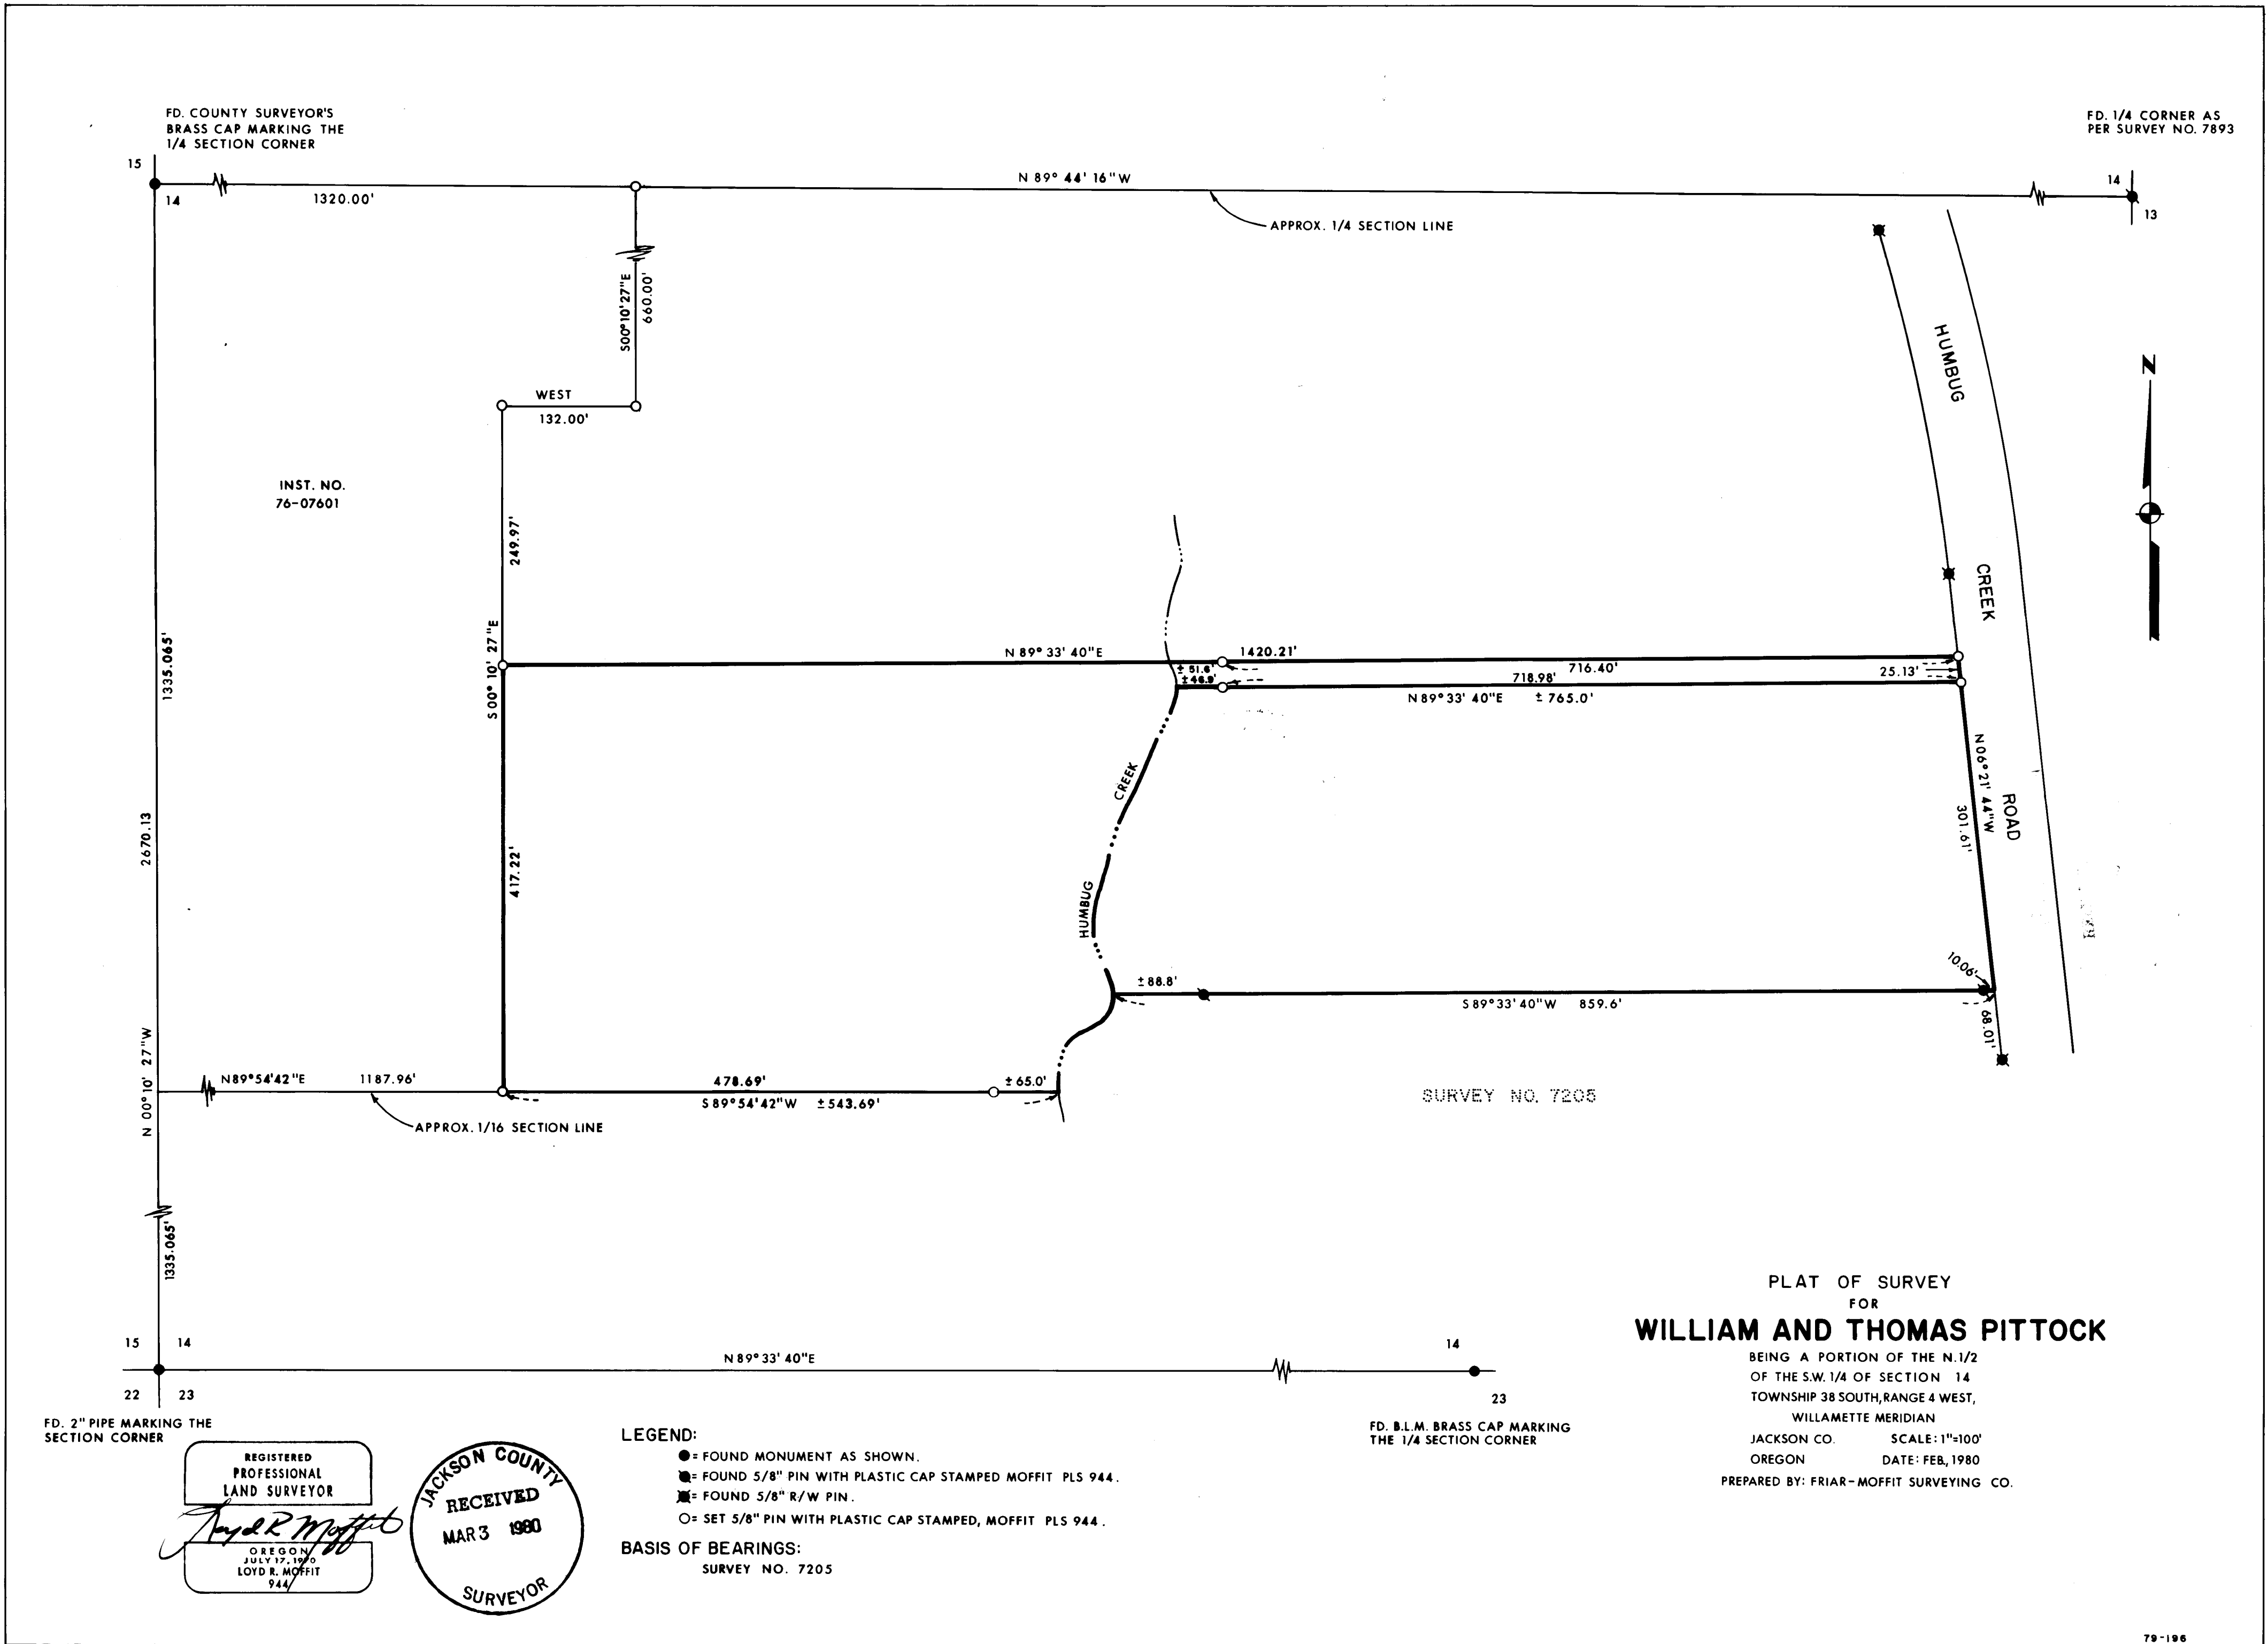 FD. COUNTY SURVEYOR'S
BRASS CAP MARKING THE
1/4 SECTION CORNER
FD. 1/4 CORNER AS
PER SURVEY NO. 7893
15
14
1320.00'
N 89° 44' 16" W
14
13
APPROX. 1/4 SECTION LINE
S00°10'27"E
660.00'
WEST
132.00'
HUMBUG
CREEK
ROAD
N
INST. NO.
76-07601
249.97'
1335.065'
2670.13
N 00° 10' 27" W
S 00° 10' 27" E
417.22'
N 89° 33' 40"E
1420.21'
± 51.6'
716.40'
± 46.9'
718.98'
25.13'
N 89° 33' 40"E ± 765.0'
N 06° 21' 44" W
301.61'
HUMBUG CREEK
± 88.8'
S 89° 33' 40" W 859.6'
10.06'
68.01'
N89°54'42"E 1187.96'
478.69'
± 65.0'
S 89°54'42"W ± 543.69'
SURVEY NO. 7205
APPROX. 1/16 SECTION LINE
1335.065'
15 14
22 23
N 89° 33' 40"E
14
23
FD. 2" PIPE MARKING THE
SECTION CORNER
FD. B.L.M. BRASS CAP MARKING
THE 1/4 SECTION CORNER
PLAT OF SURVEY
FOR
WILLIAM AND THOMAS PITTOCK
BEING A PORTION OF THE N.1/2
OF THE S.W. 1/4 OF SECTION 14
TOWNSHIP 38 SOUTH, RANGE 4 WEST,
WILLAMETTE MERIDIAN
JACKSON CO. SCALE: 1"=100'
OREGON DATE: FEB., 1980
PREPARED BY: FRIAR-MOFFIT SURVEYING CO.
REGISTERED
PROFESSIONAL
LAND SURVEYOR
Loyd R Moffit
OREGON
JULY 17, 1970
LOYD R. MOFFIT
944
JACKSON COUNTY
RECEIVED
MAR 3 1980
SURVEYOR
LEGEND:
= FOUND MONUMENT AS SHOWN.
= FOUND 5/8" PIN WITH PLASTIC CAP STAMPED MOFFIT PLS 944.
= FOUND 5/8" R/W PIN.
= SET 5/8" PIN WITH PLASTIC CAP STAMPED, MOFFIT PLS 944.
BASIS OF BEARINGS:
SURVEY NO. 7205
79-196